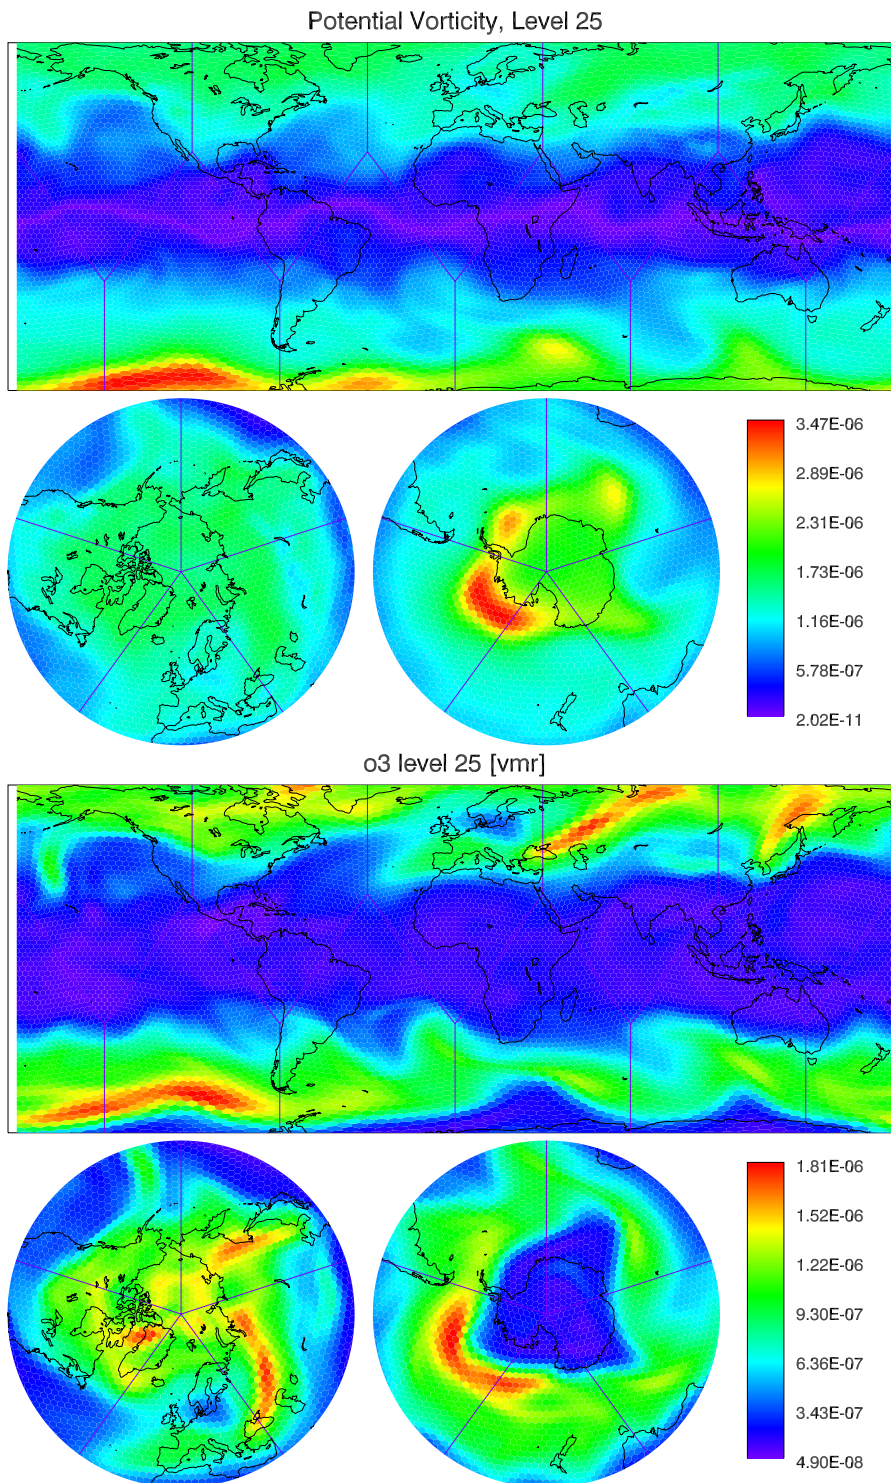 Potential Vorticity, Level 25
3.47E-06
2.89E-06
2.31E-06
1.73E-06
1.16E-06
5.78E-07
2.02E-11
o3 level 25 [vmr]
1.81E-06
1.52E-06
1.22E-06
9.30E-07
6.36E-07
3.43E-07
4.90E-08